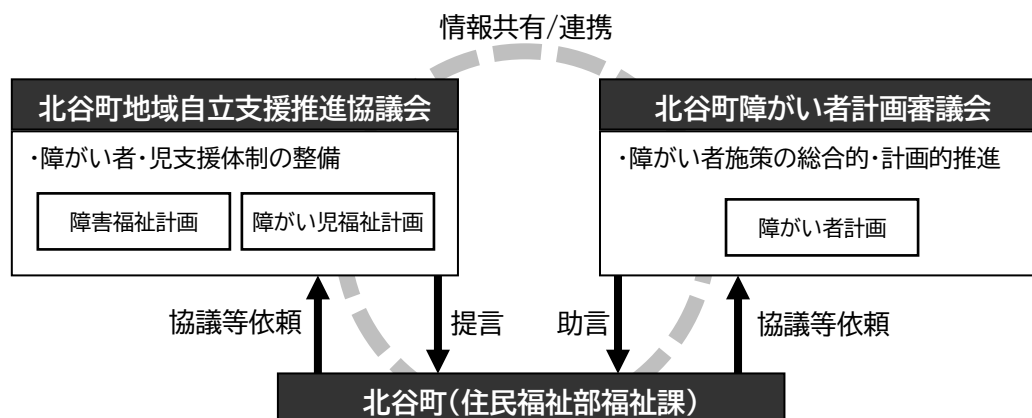 情報共有/連携
北谷町地域自立支援推進協議会
・障がい者・児支援体制の整備
障害福祉計画
障がい児福祉計画
北谷町障がい者計画審議会
・障がい者施策の総合的・計画的推進
障がい者計画
協議等依頼
提言
助言
協議等依頼
北谷町(住民福祉部福祉課)